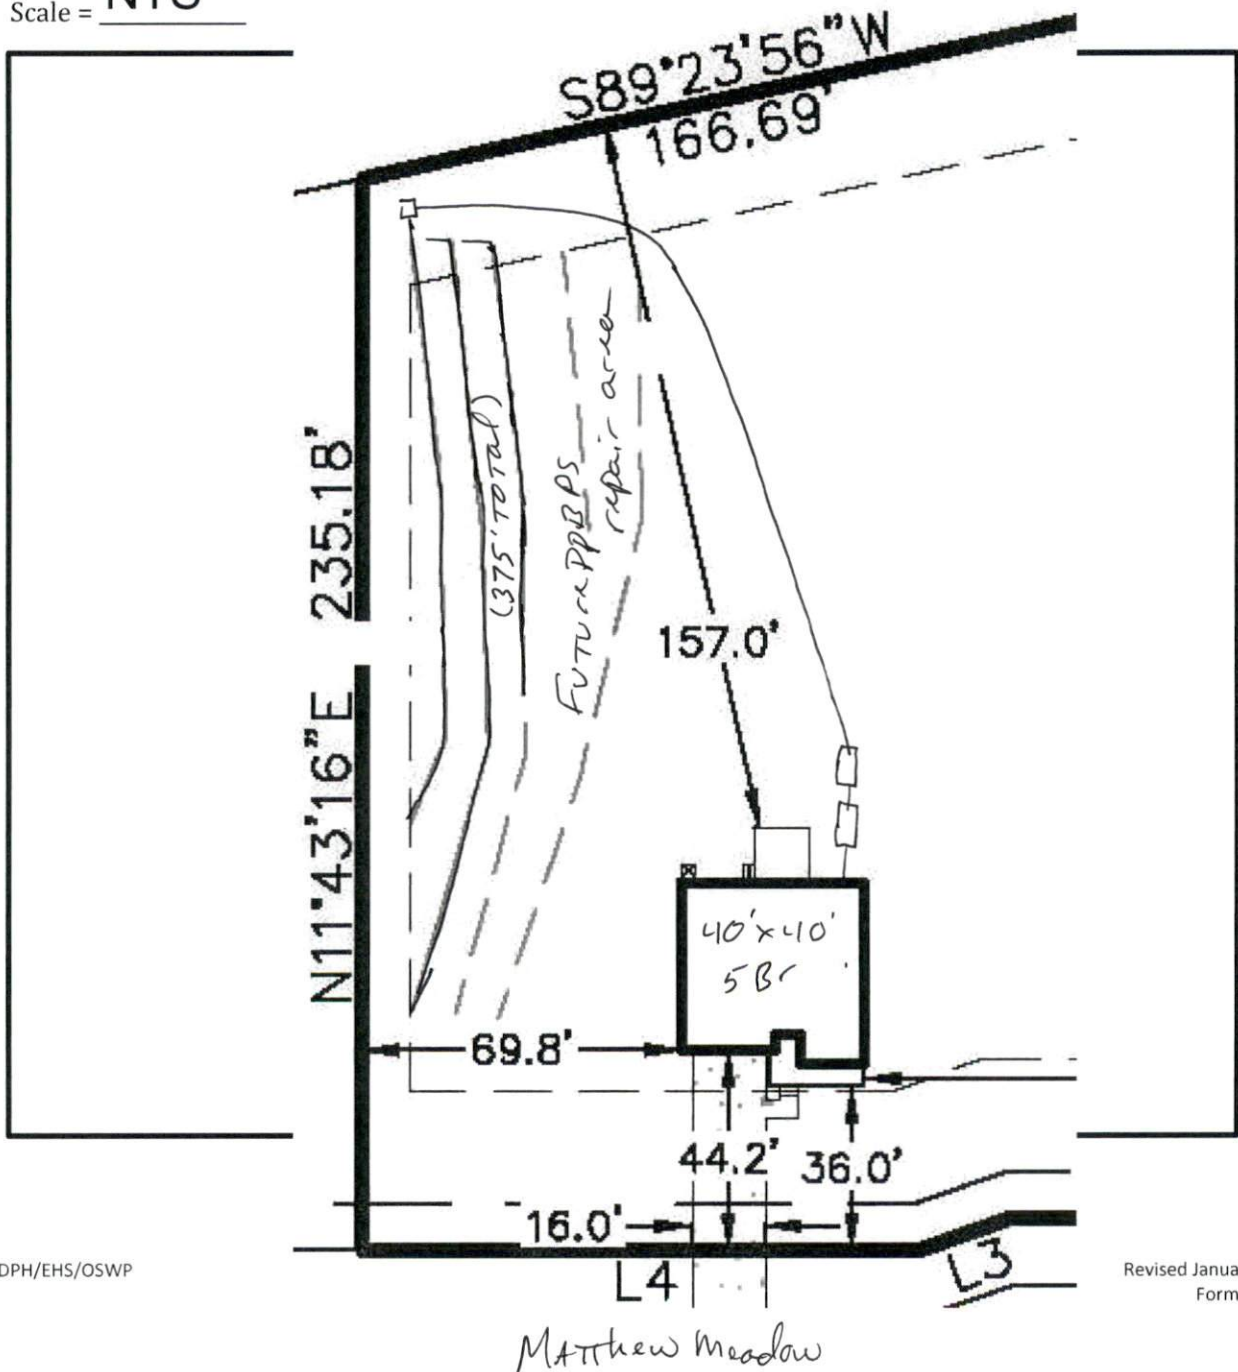 Scale = NTS
S89°23'56"W
166.69'
N11°43'16"E 235.18'
(375' TOTAL)
FUTURE PPBPS
repair area
157.0'
40' x 40'
5 Br
69.8'
44.2'
36.0'
16.0'
L4
L3
DPH/EHS/OSWP
Revised Janua
Form
MATThew Meadow